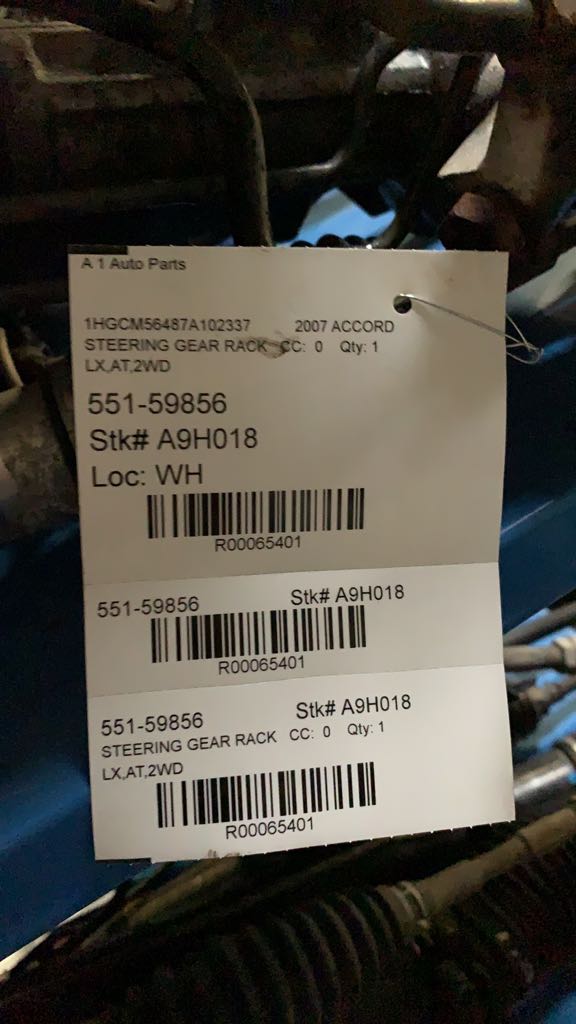 A 1 Auto Parts
1HGCM56487A102337 2007 ACCORD
STEERING GEAR RACK CC: 0 Qty: 1
LX,AT,2WD
551-59856
Stk# A9H018
Loc: WH
R00065401
551-59856 Stk# A9H018
R00065401
551-59856 Stk# A9H018
STEERING GEAR RACK CC: 0 Qty: 1
LX,AT,2WD
R00065401